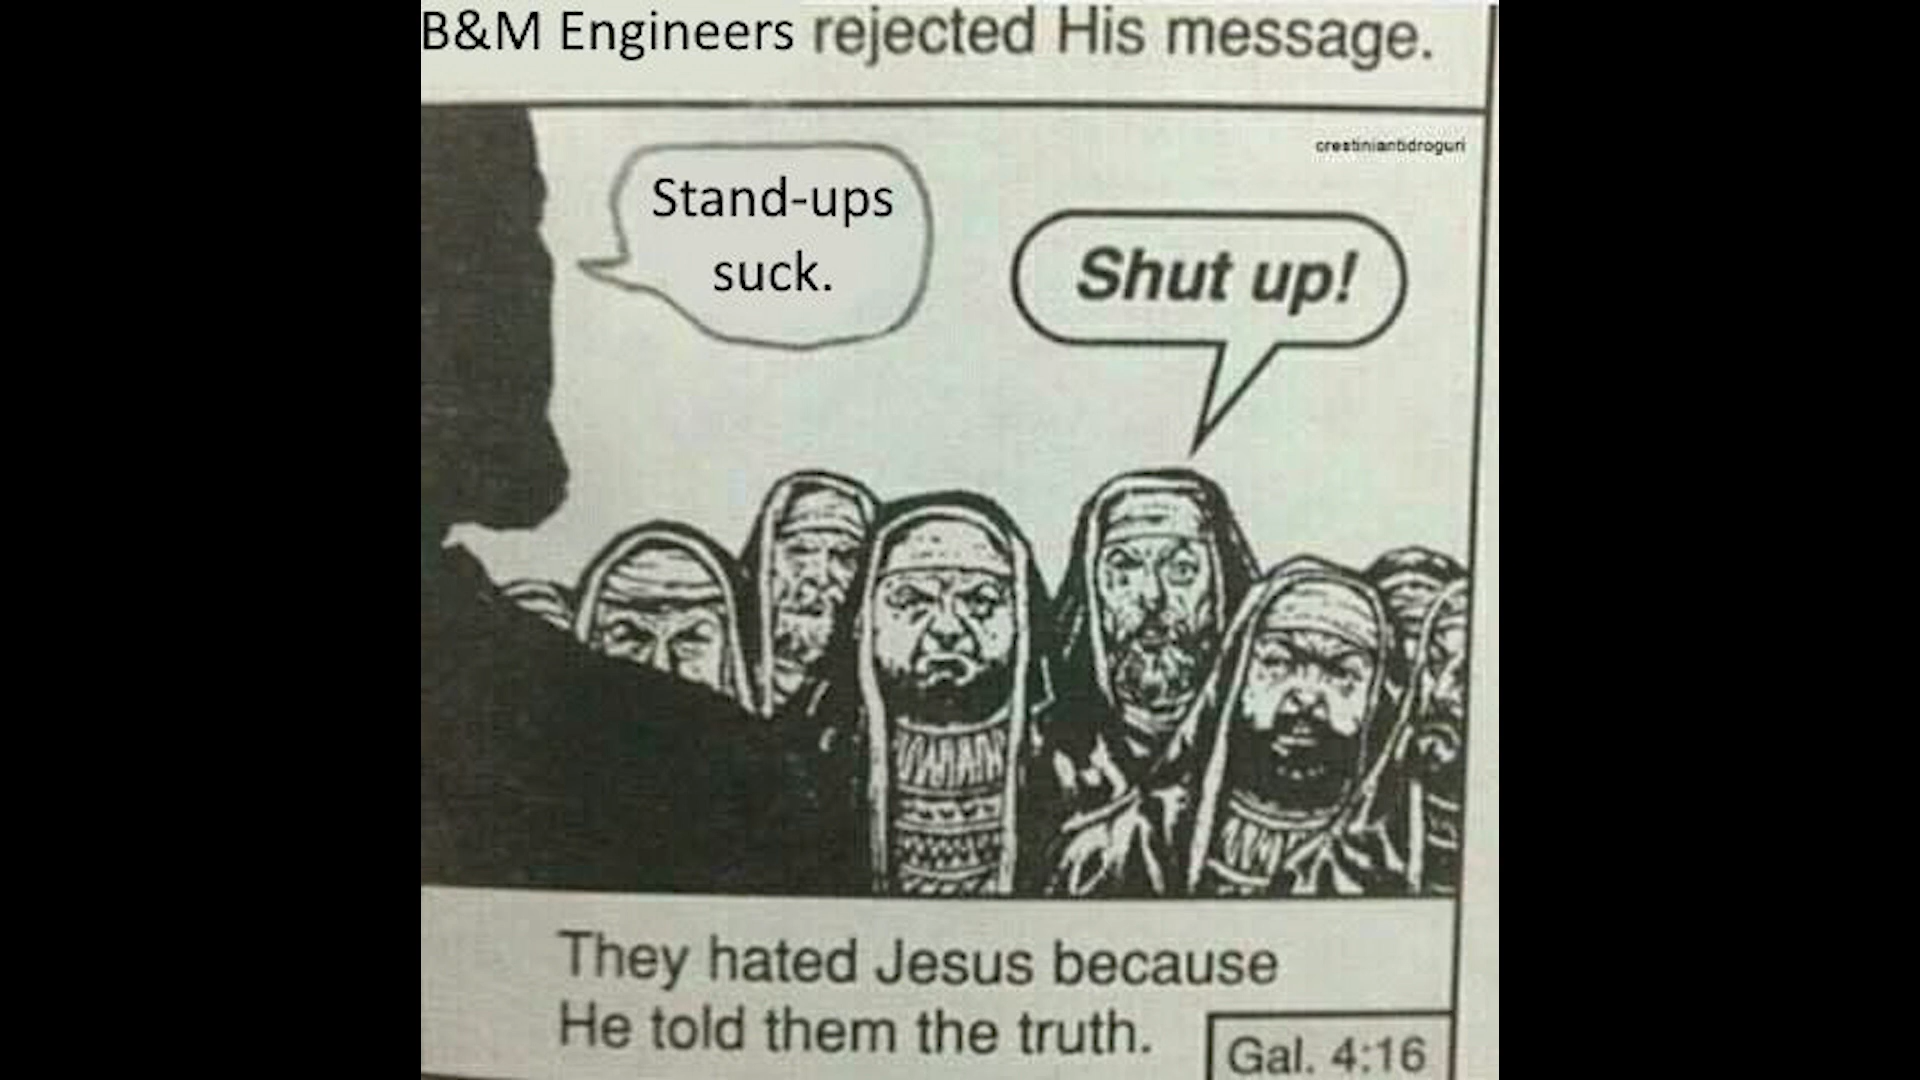 B&M Engineers rejected His message.
crestiniantidroguri
Stand-ups
suck.
Shut up!
They hated Jesus because
He told them the truth.
Gal. 4:16